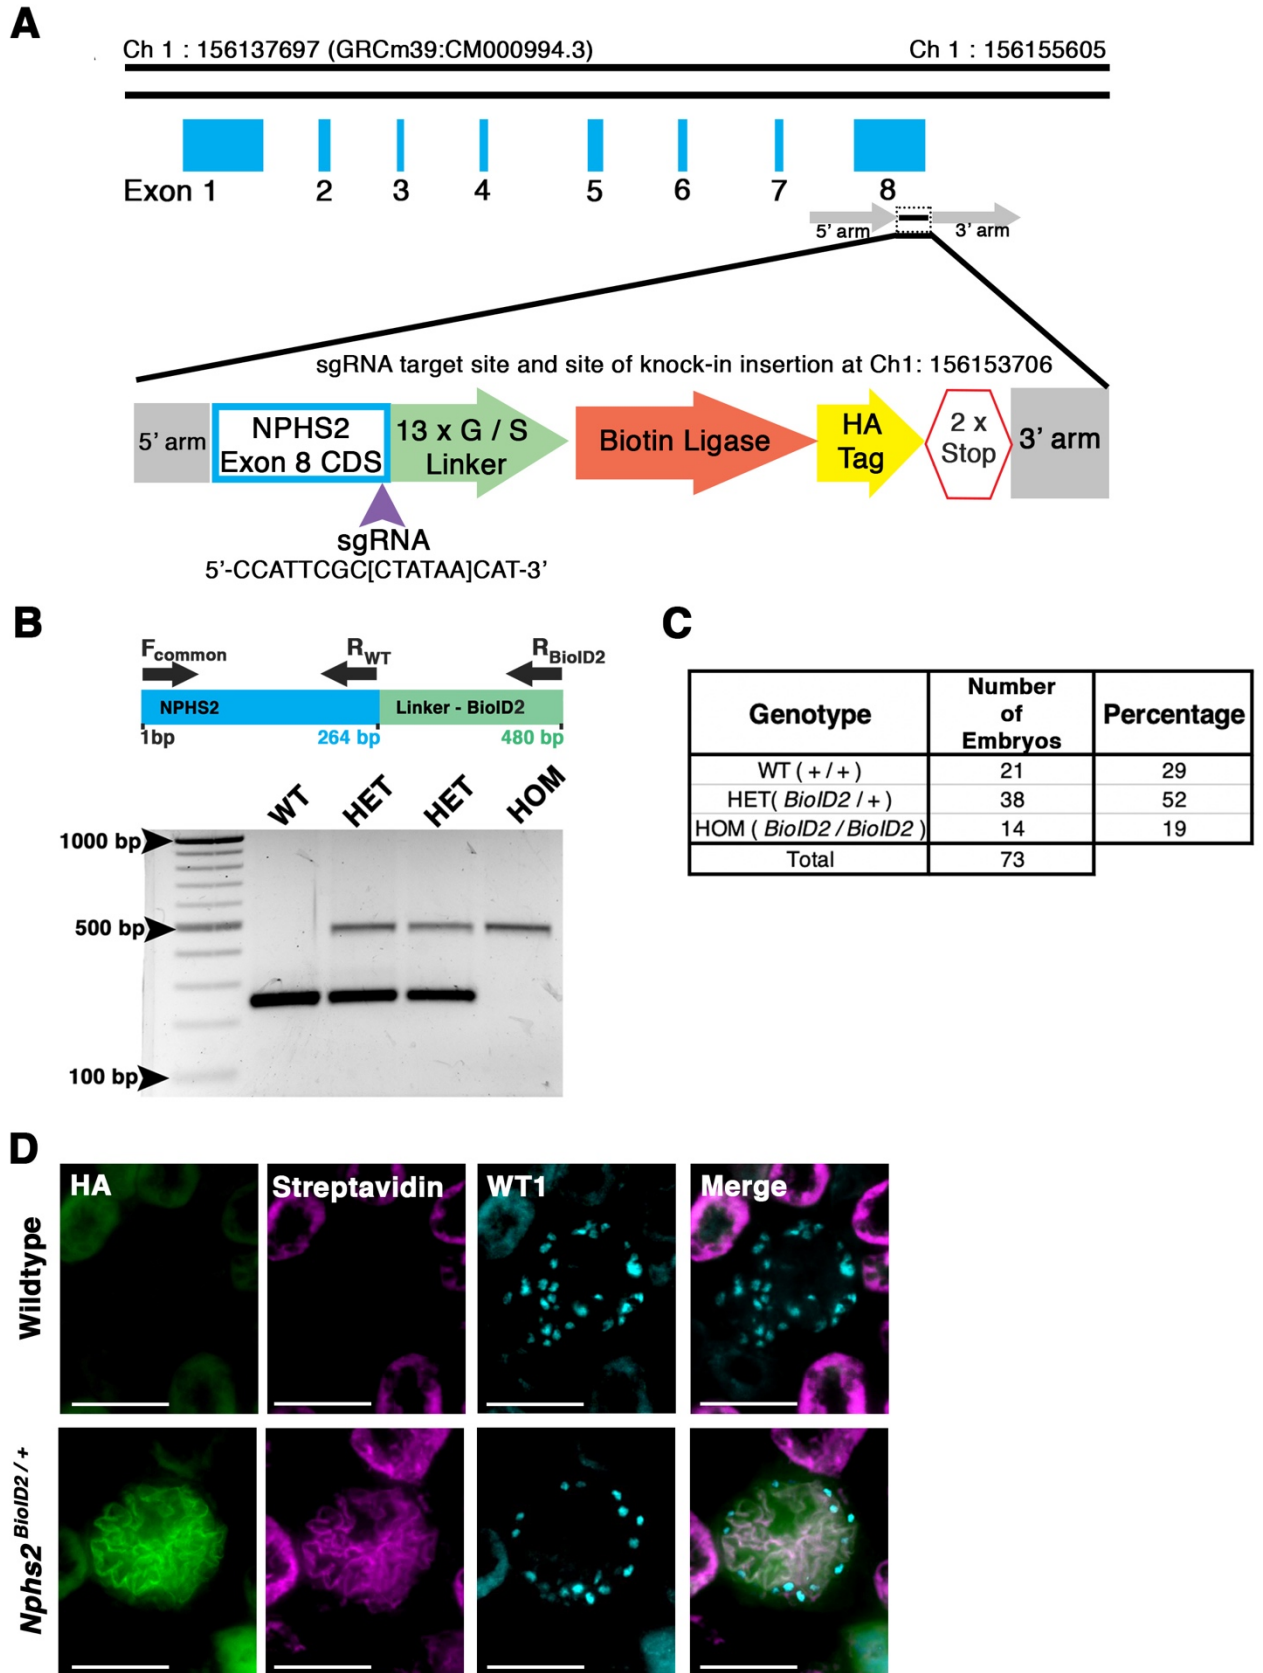 A
Ch 1 : 156137697 (GRCm39:CM000994.3)
Ch 1 : 156155605
Exon 1 2 3 4 5 6 7 8
5’ arm
3’ arm
sgRNA target site and site of knock-in insertion at Ch1: 156153706
5’ arm
NPHS2
Exon 8 CDS
13 x G / S
Linker
Biotin Ligase
HA
Tag
2 x
Stop
3’ arm
sgRNA
5’-CCATTCGC[CTATAA]CAT-3’
B
Fcommon
RWT
RBioID2
NPHS2
Linker - BioID2
1bp
264 bp
480 bp
WT
HET
HET
HOM
1000 bp
500 bp
100 bp
C
Genotype
Number
of
Embryos
Percentage
WT ( + / + ) 21 29
HET( BioID2 / + ) 38 52
HOM ( BioID2 / BioID2 ) 14 19
Total 73
D
HA
Streptavidin
WT1
Merge
Wildtype
Nphs2 BioID2 / +